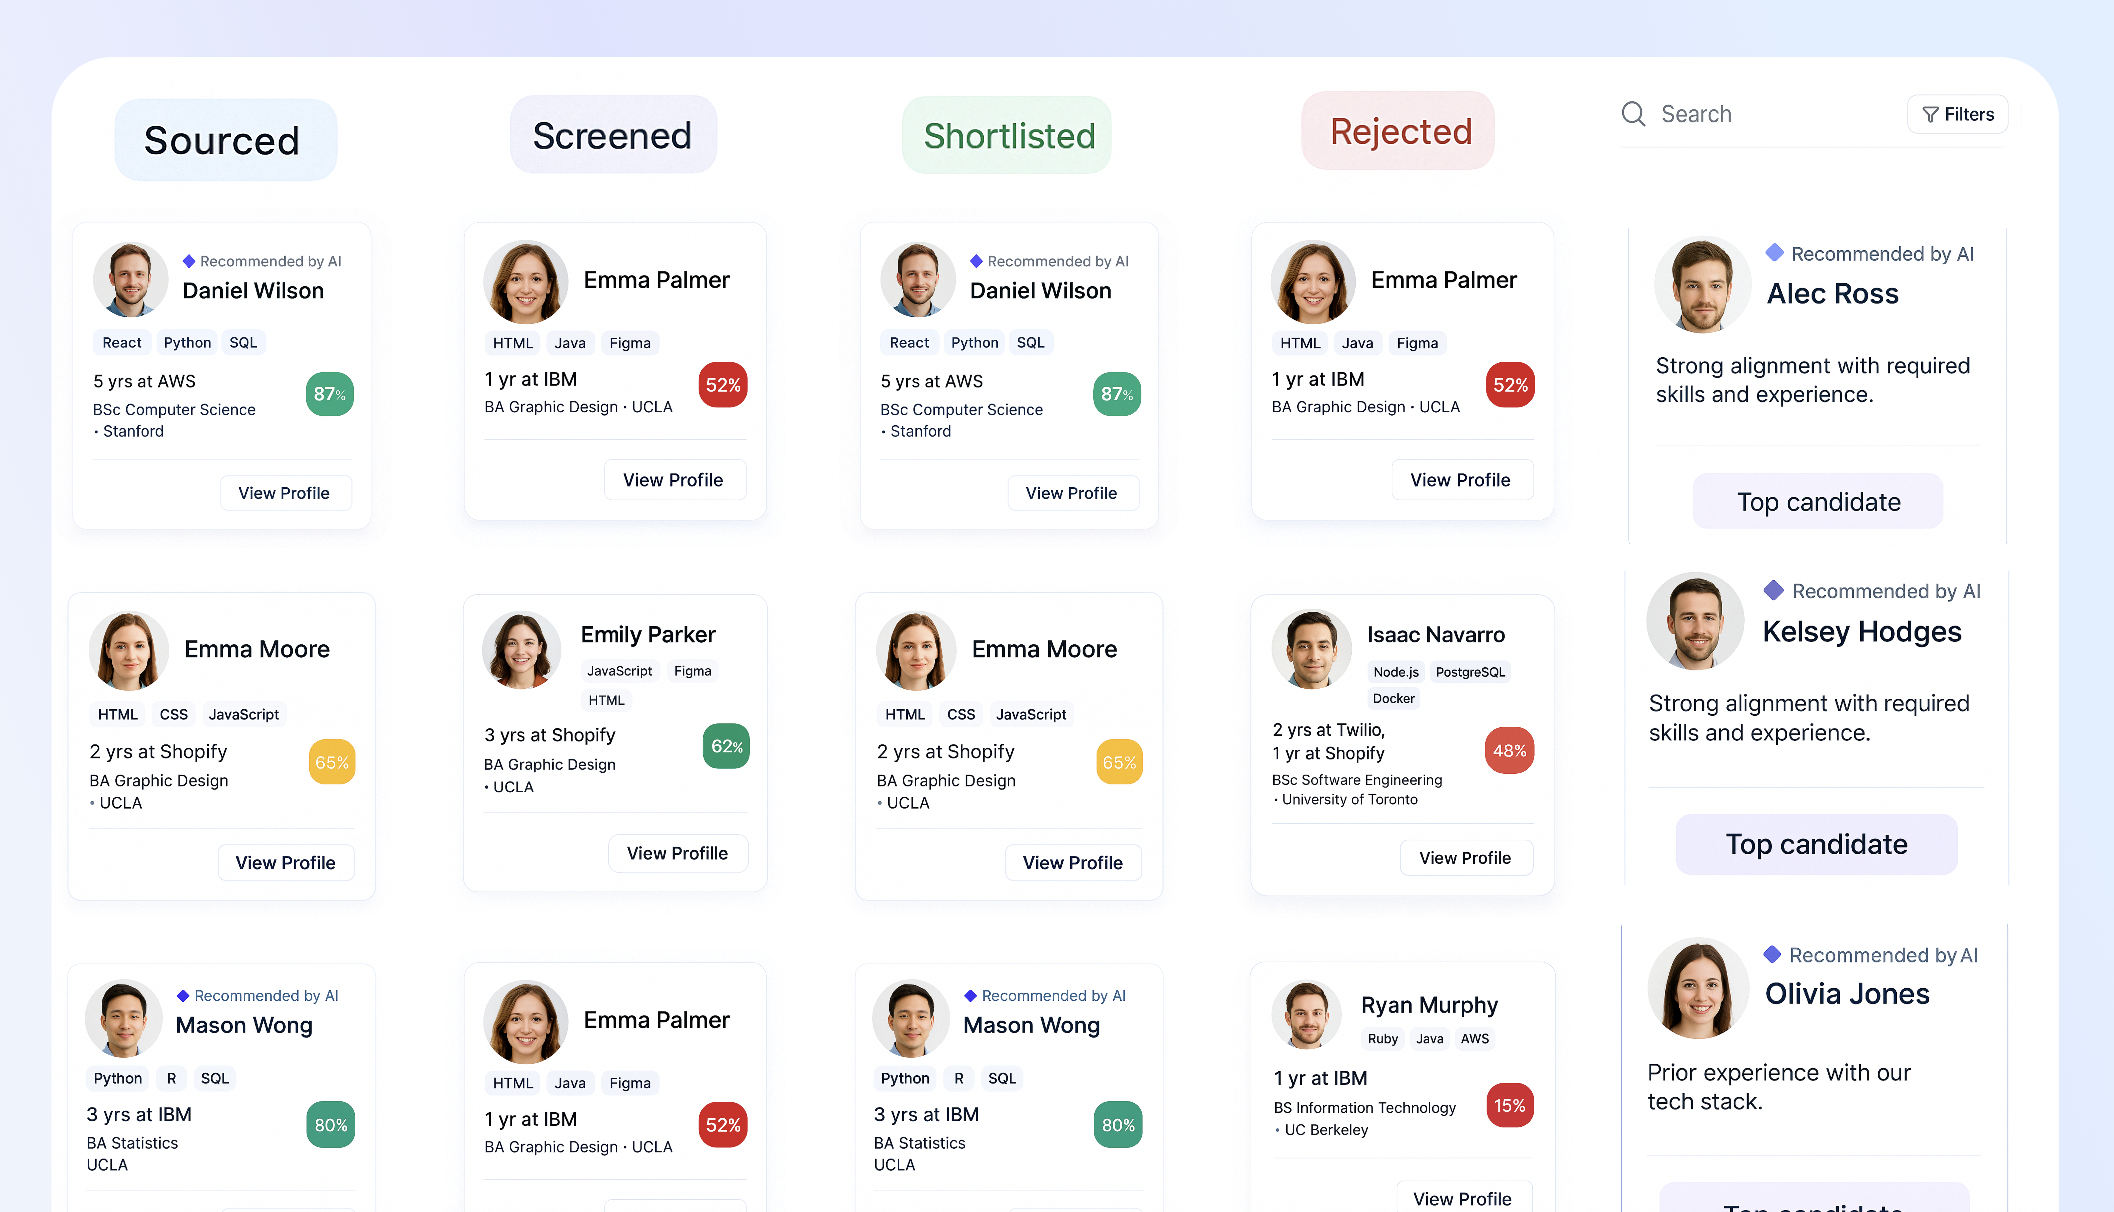 Sourced
Screened
Shortlisted
Rejected
Search
Filters
Recommended by AI
Daniel Wilson
React Python SQL
5 yrs at AWS
87%
BSc Computer Science
· Stanford
View Profile
Emma Palmer
HTML Java Figma
1 yr at IBM
52%
BA Graphic Design · UCLA
View Profile
Recommended by AI
Daniel Wilson
React Python SQL
5 yrs at AWS
87%
BSc Computer Science
· Stanford
View Profile
Emma Palmer
HTML Java Figma
1 yr at IBM
52%
BA Graphic Design · UCLA
View Profile
Recommended by AI
Alec Ross
Strong alignment with required
skills and experience.
Top candidate
Emma Moore
HTML CSS JavaScript
2 yrs at Shopify
65%
BA Graphic Design
• UCLA
View Profile
Emily Parker
JavaScript Figma
HTML
3 yrs at Shopify
62%
BA Graphic Design
• UCLA
View Profille
Emma Moore
HTML CSS JavaScript
2 yrs at Shopify
65%
BA Graphic Design
• UCLA
View Profile
Isaac Navarro
Node.js PostgreSQL
Docker
2 yrs at Twilio,
1 yr at Shopify
48%
BSc Software Engineering
· University of Toronto
View Profile
Recommended by AI
Kelsey Hodges
Strong alignment with required
skills and experience.
Top candidate
Recommended by AI
Mason Wong
Python R SQL
3 yrs at IBM
80%
BA Statistics
UCLA
Emma Palmer
HTML Java Figma
1 yr at IBM
52%
BA Graphic Design · UCLA
Recommended by AI
Mason Wong
Python R SQL
3 yrs at IBM
80%
BA Statistics
UCLA
Ryan Murphy
Ruby Java AWS
1 yr at IBM
15%
BS Information Technology
• UC Berkeley
View Profile
Recommended by AI
Olivia Jones
Prior experience with our
tech stack.
Top candidate